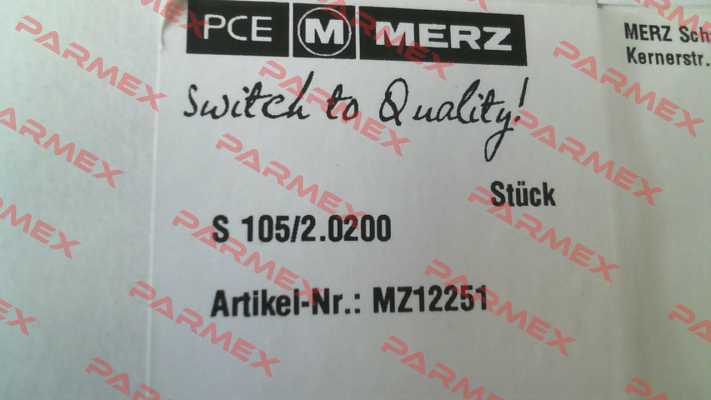 PCE M MERZ
MERZ Sch
Kernerstr.
Switch to Quality!
Stück
S 105/2.0200
Artikel-Nr.: MZ12251
PARMEX